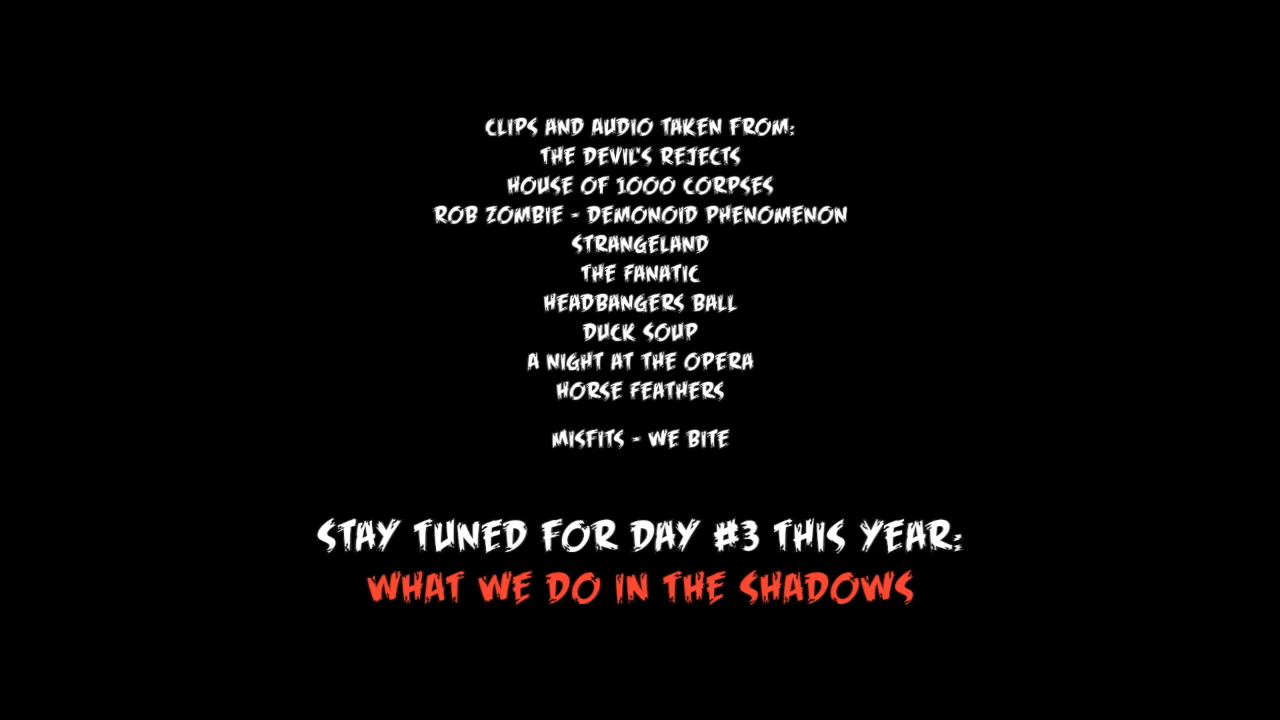 CLIPS AND AUDIO TAKEN FROM:
THE DEVIL'S REJECTS
HOUSE OF 1000 CORPSES
ROB ZOMBIE - DEMONOID PHENOMENON
STRANGELAND
THE FANATIC
HEADBANGERS BALL
DUCK SOUP
A NIGHT AT THE OPERA
HORSE FEATHERS
MISFITS - WE BITE
STAY TUNED FOR DAY #3 THIS YEAR:
WHAT WE DO IN THE SHADOWS